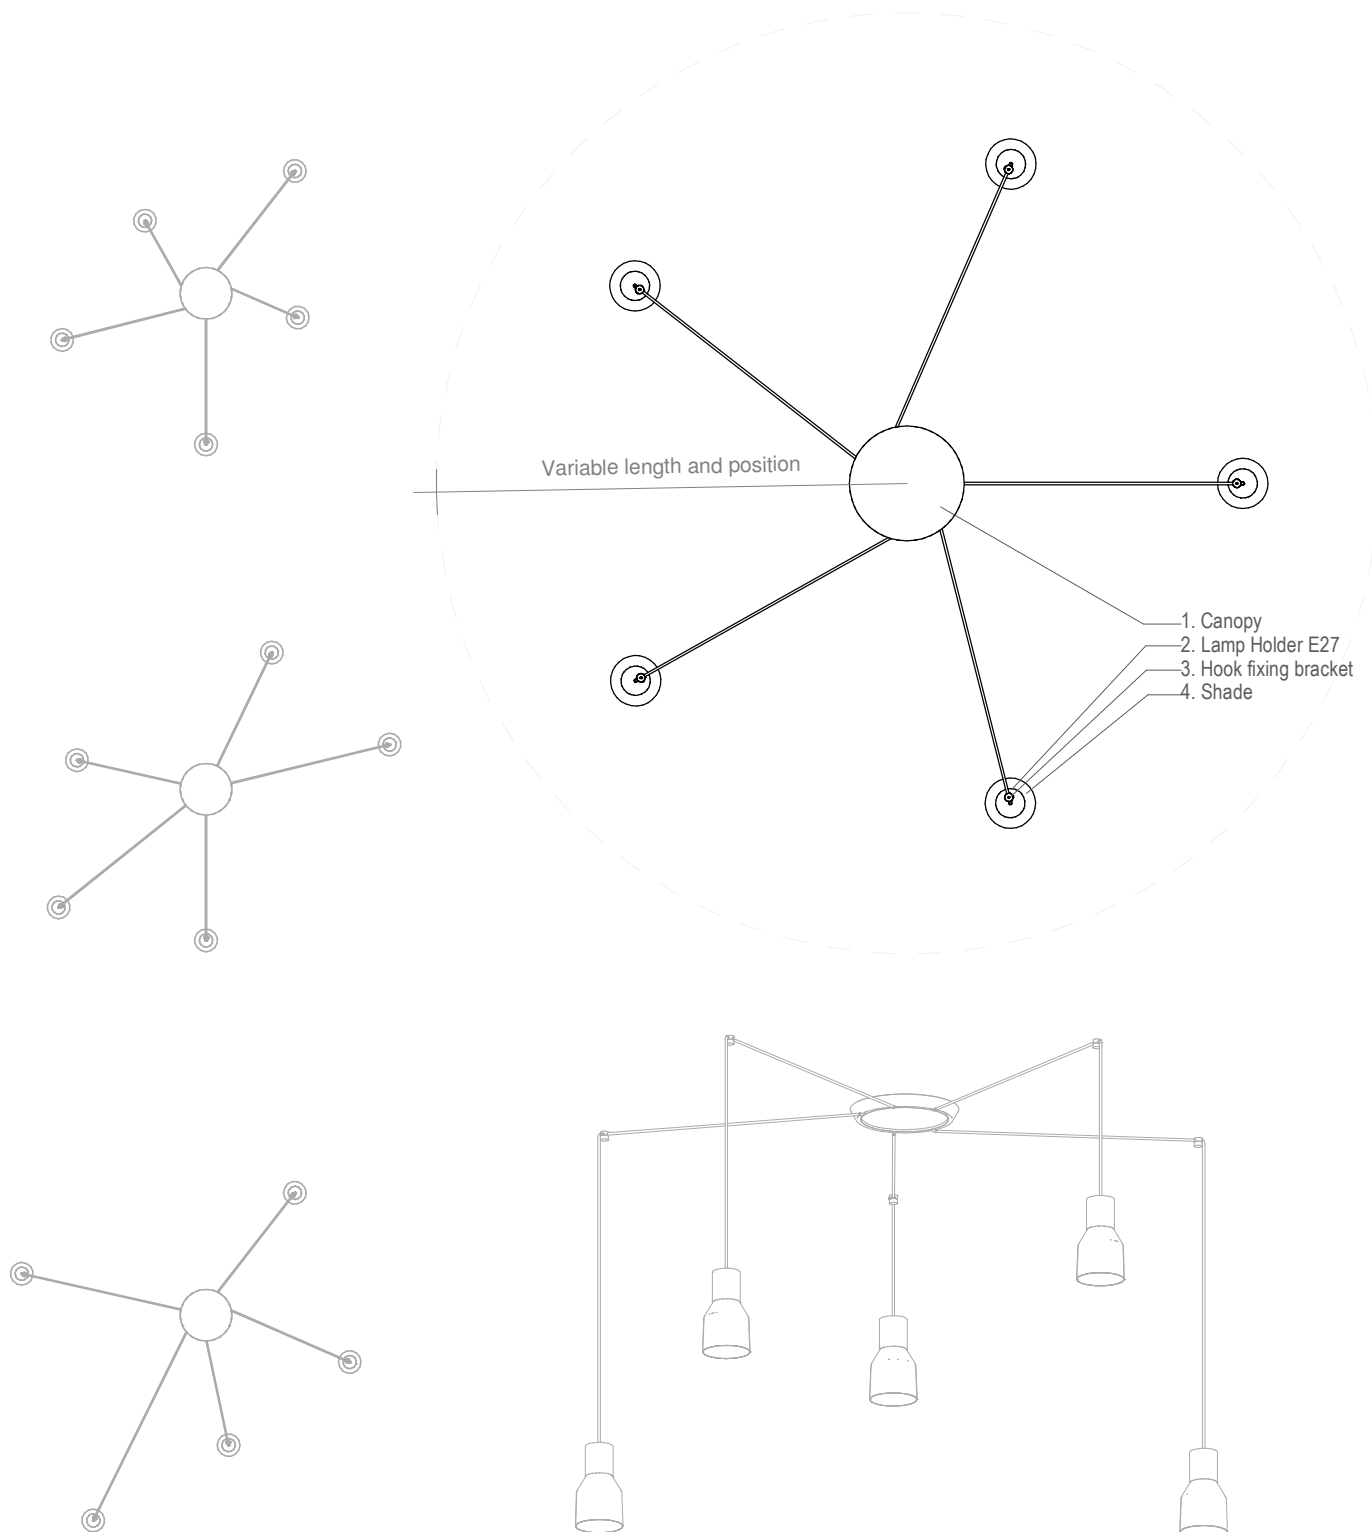 Variable length and position
1. Canopy
2. Lamp Holder E27
3. Hook fixing bracket
4. Shade